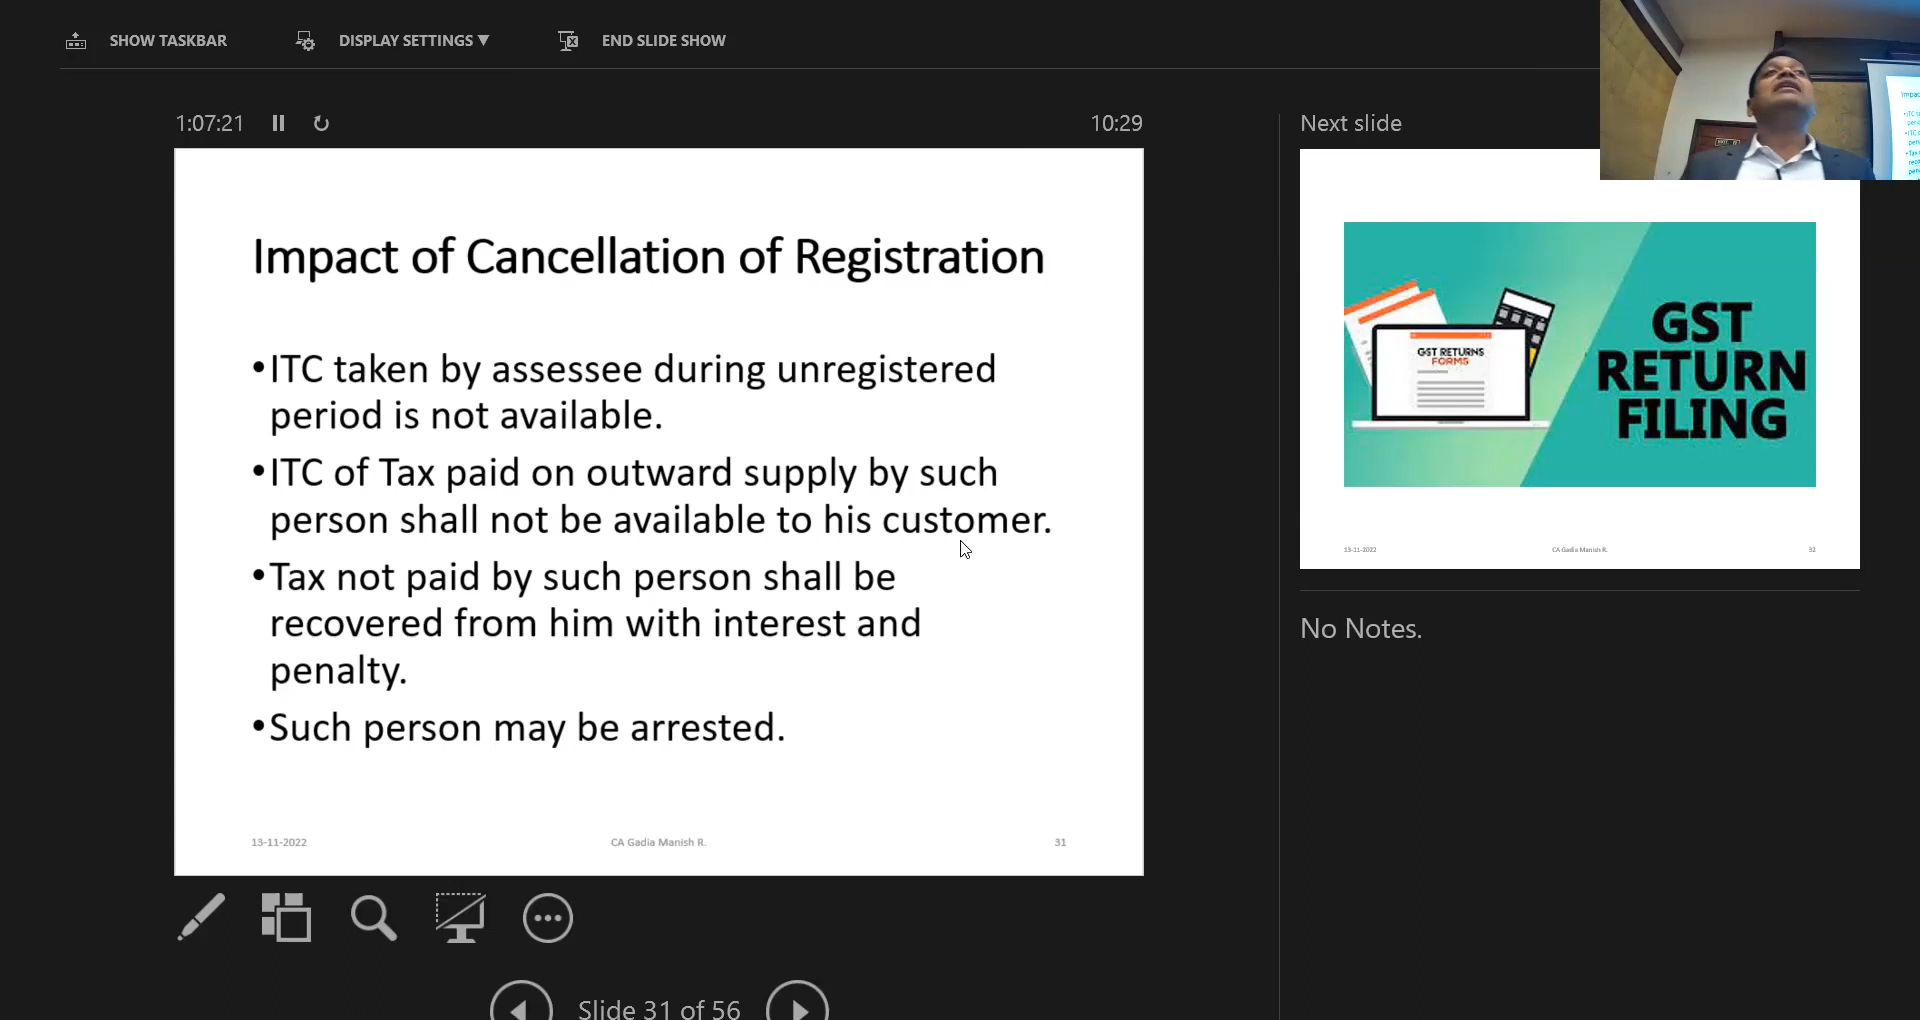 SHOW TASKBAR
DISPLAY SETTINGS ▼
END SLIDE SHOW
1:07:21
10:29
Impact of Cancellation of Registration
•ITC taken by assessee during unregistered
period is not available.
•ITC of Tax paid on outward supply by such
person shall not be available to his customer.
•Tax not paid by such person shall be
recovered from him with interest and
penalty.
•Such person may be arrested.
13-11-2022
CA Gadia Manish R.
31
Slide 31 of 56
Next slide
GST RETURNS
FORMS
GST
RETURN
FILING
13-11-2022
CA Gadia Manish R.
32
No Notes.